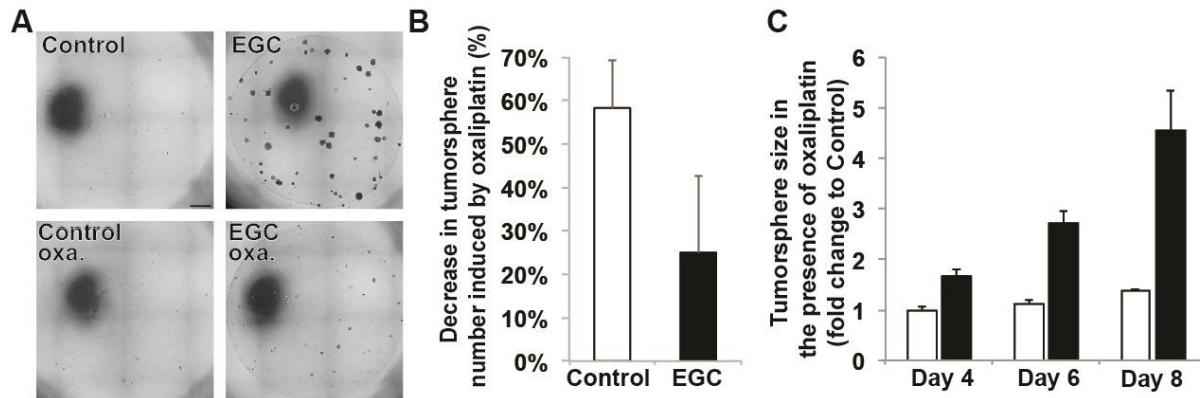 A
Control
EGC
Control
oxa.
EGC
oxa.
B
Decrease in tumorsphere
number induced by oxaliplatin (%)
70%
60%
50%
40%
30%
20%
10%
0%
Control EGC
C
Tumorsphere size in
the presence of oxaliplatin
(fold change to Control)
6
5
4
3
2
1
0
Day 4 Day 6 Day 8